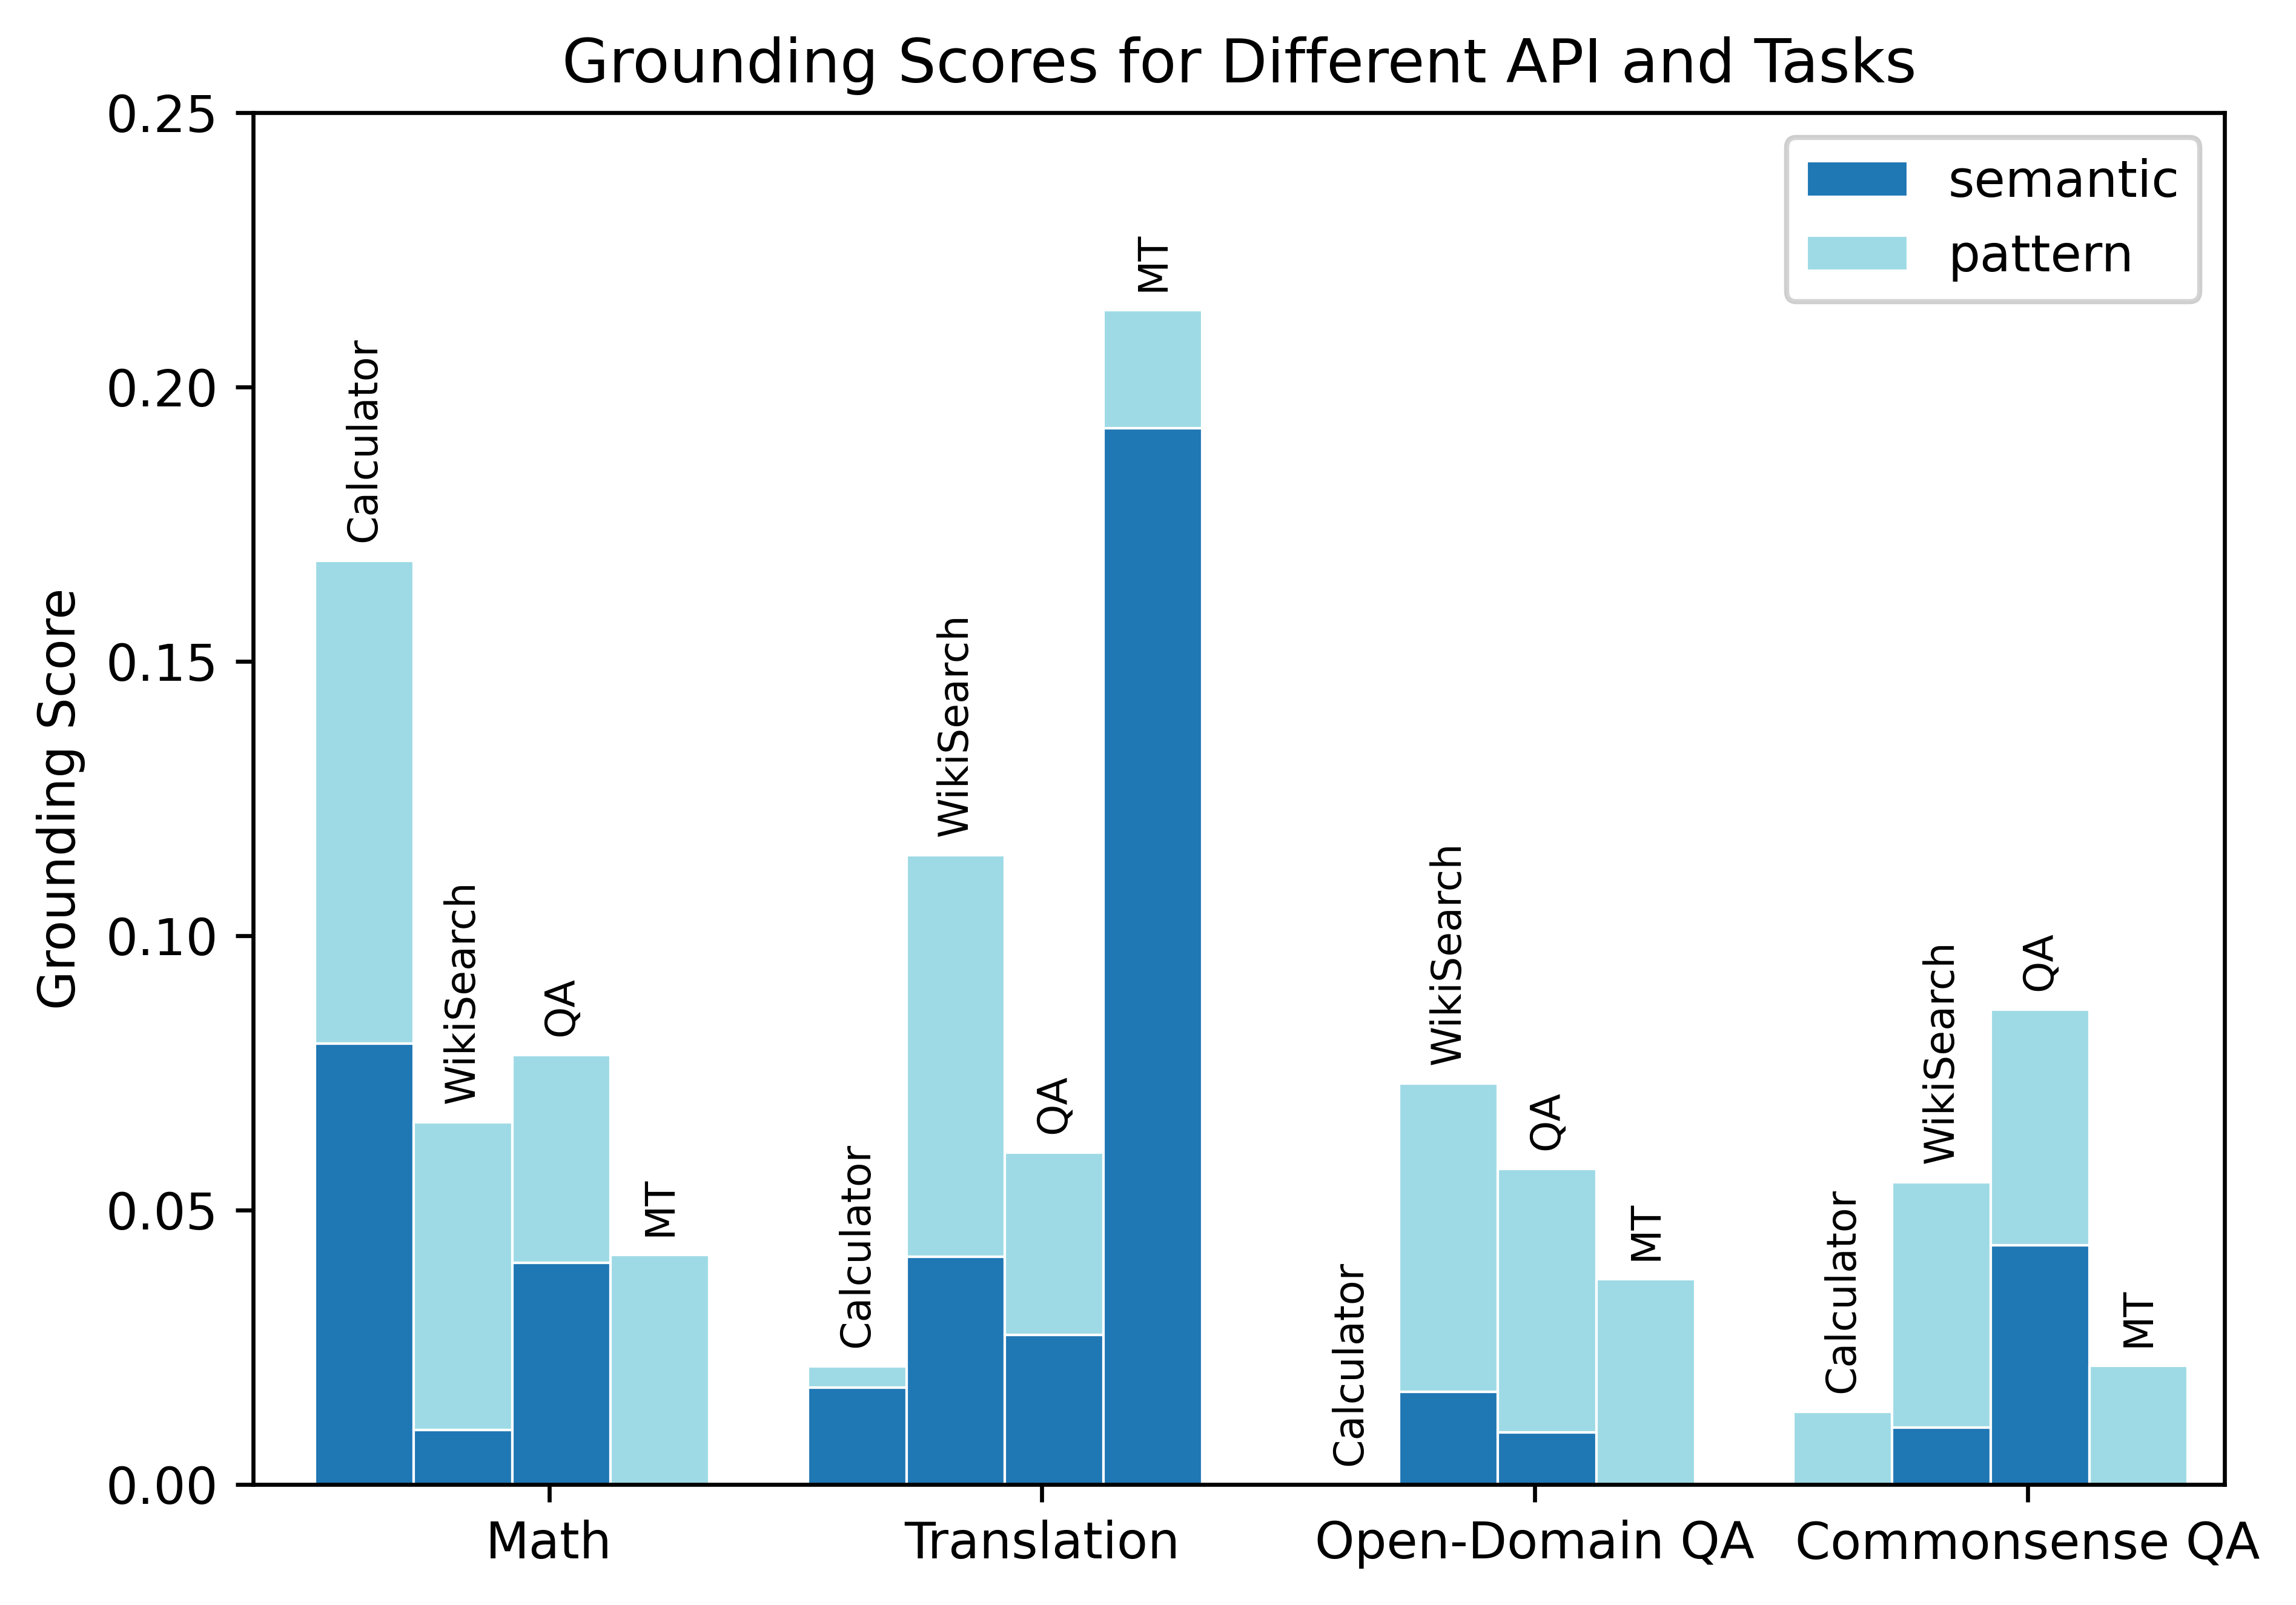 Grounding Scores for Different API and Tasks
semantic
pattern
Grounding Score
0.25
0.20
0.15
0.10
0.05
0.00
Calculator
WikiSearch
QA
MT
Calculator
WikiSearch
QA
MT
Calculator
WikiSearch
QA
MT
Calculator
WikiSearch
QA
MT
Math
Translation
Open-Domain QA
Commonsense QA